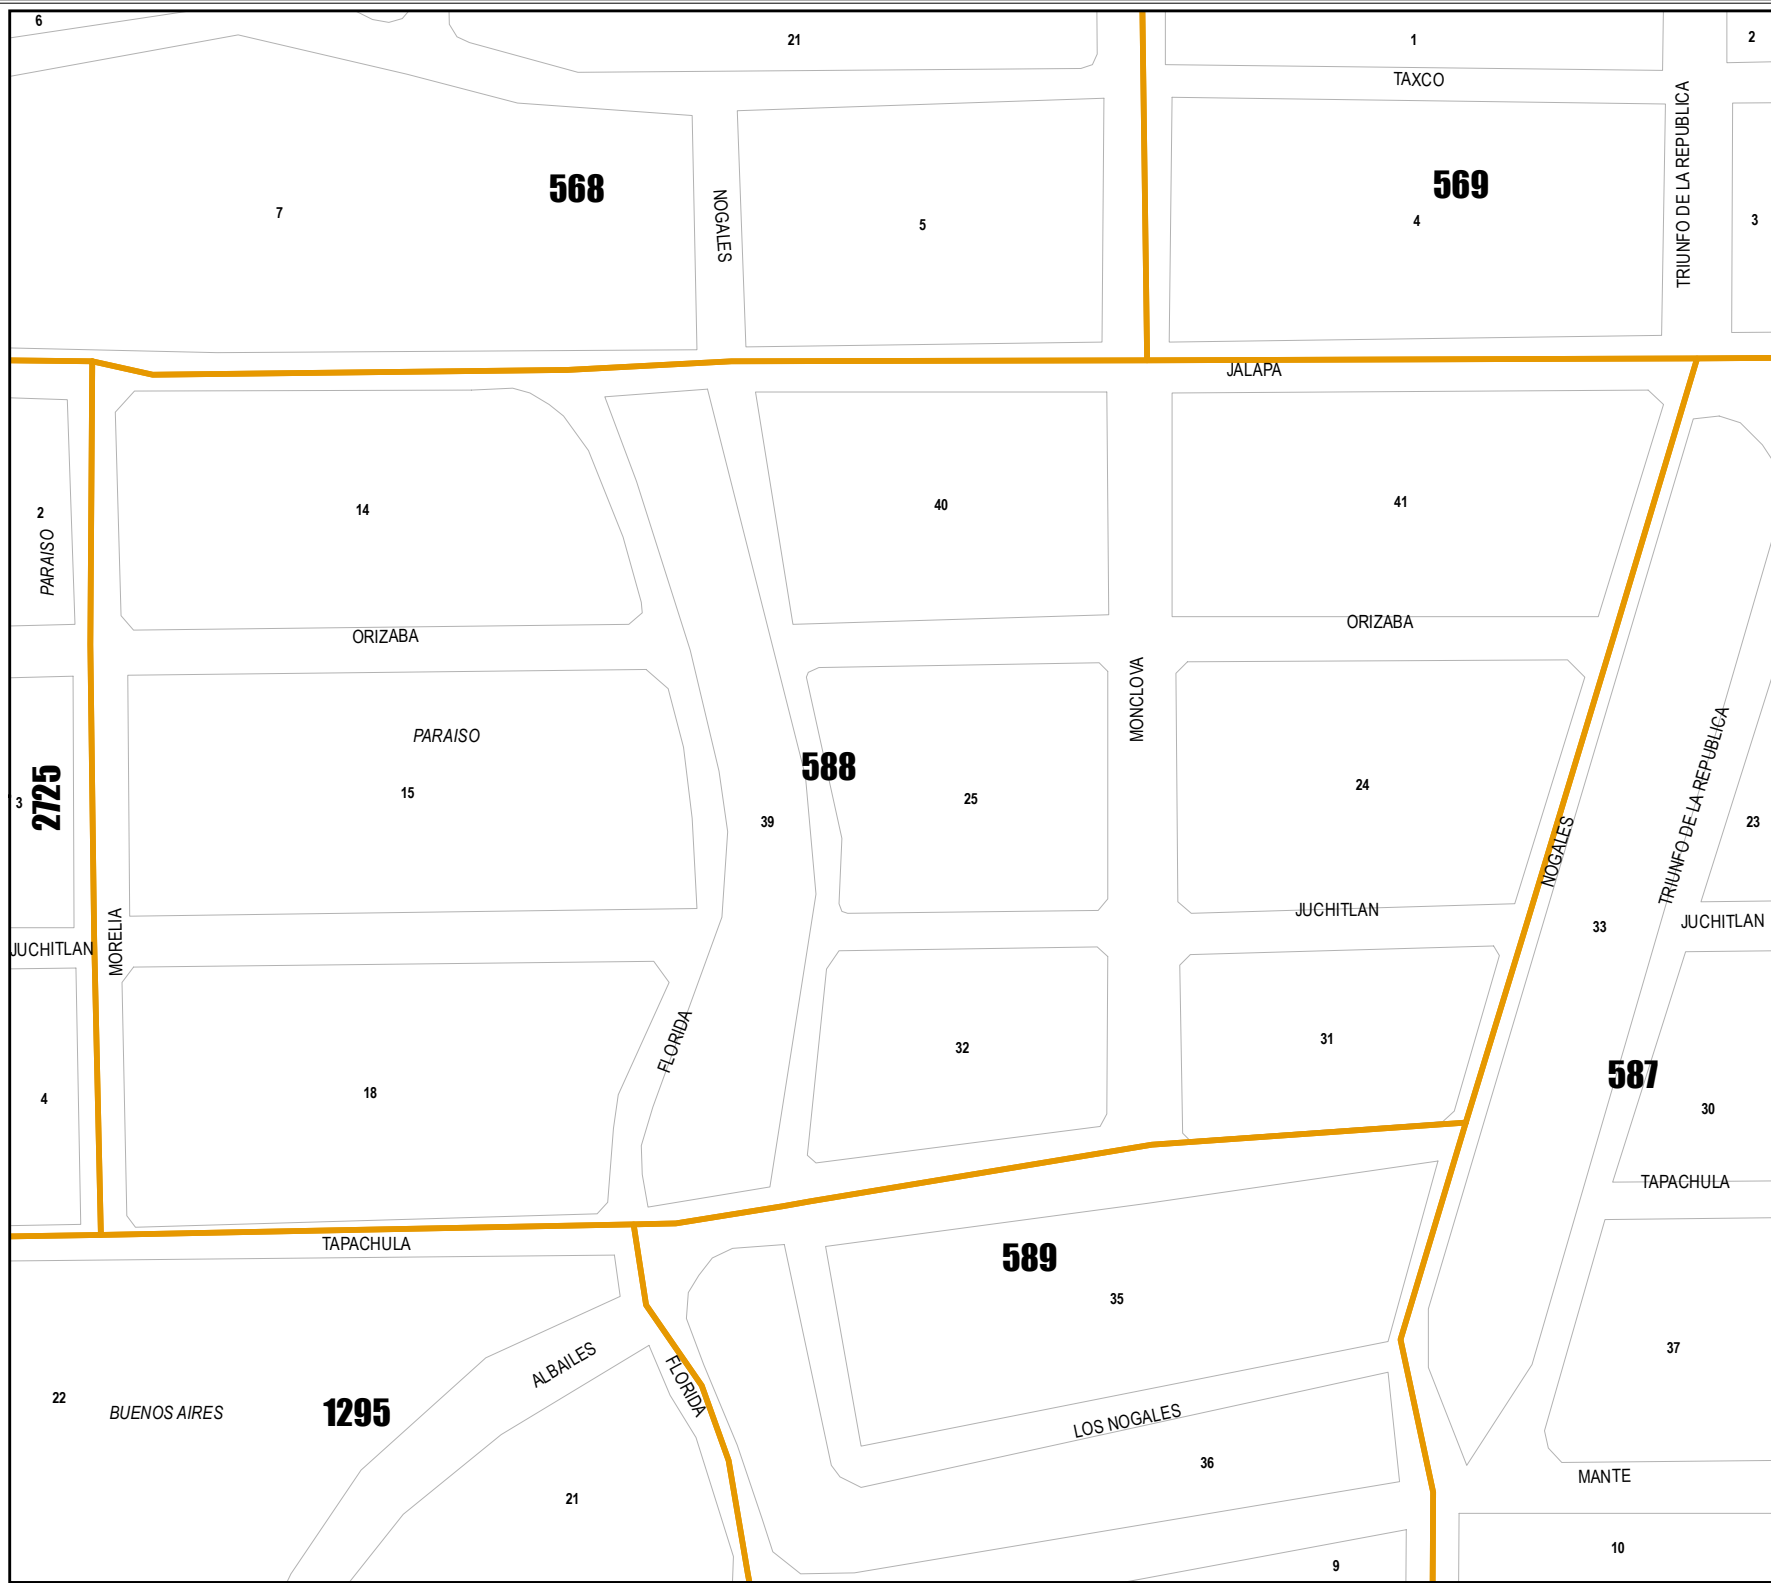 6
21
1
2
TAXCO
TRIUNFO DE LA REPUBLICA
568
569
7
NOGALES
5
4
3
JALAPA
2
PARAISO
14
40
41
ORIZABA
ORIZABA
MONCLOVA
PARAISO
588
2725
3
15
39
25
24
NOGALES
TRIUNFO DE LA REPUBLICA
23
JUCHITLAN
MORELIA
JUCHITLAN
33
JUCHITLAN
FLORIDA
32
31
587
4
18
30
TAPACHULA
TAPACHULA
589
35
ALBAILES
FLORIDA
37
22
BUENOS AIRES
1295
LOS NOGALES
36
MANTE
21
9
10